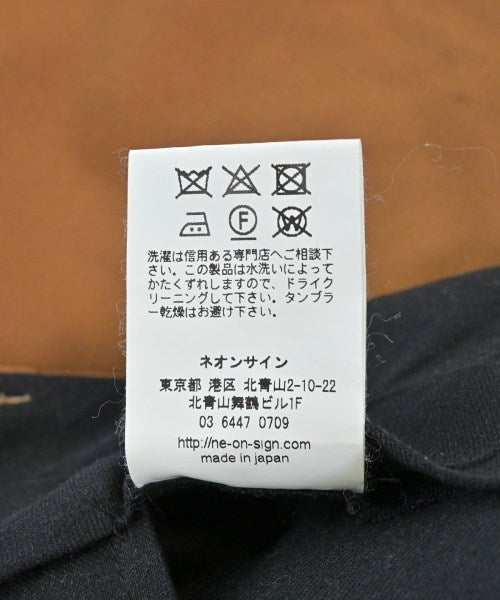 F
W
洗濯は信用ある専門店へご相談下
さい。この製品は水洗いによって
かたくずれしますので、ドライク
リーニングして下さい。タンブラ
ー乾燥はお避け下さい。
ネオンサイン
東京都 港区 北青山2-10-22
北青山舞鶴ビル1F
03 6447 0709
http://ne-on-sign.com
made in japan